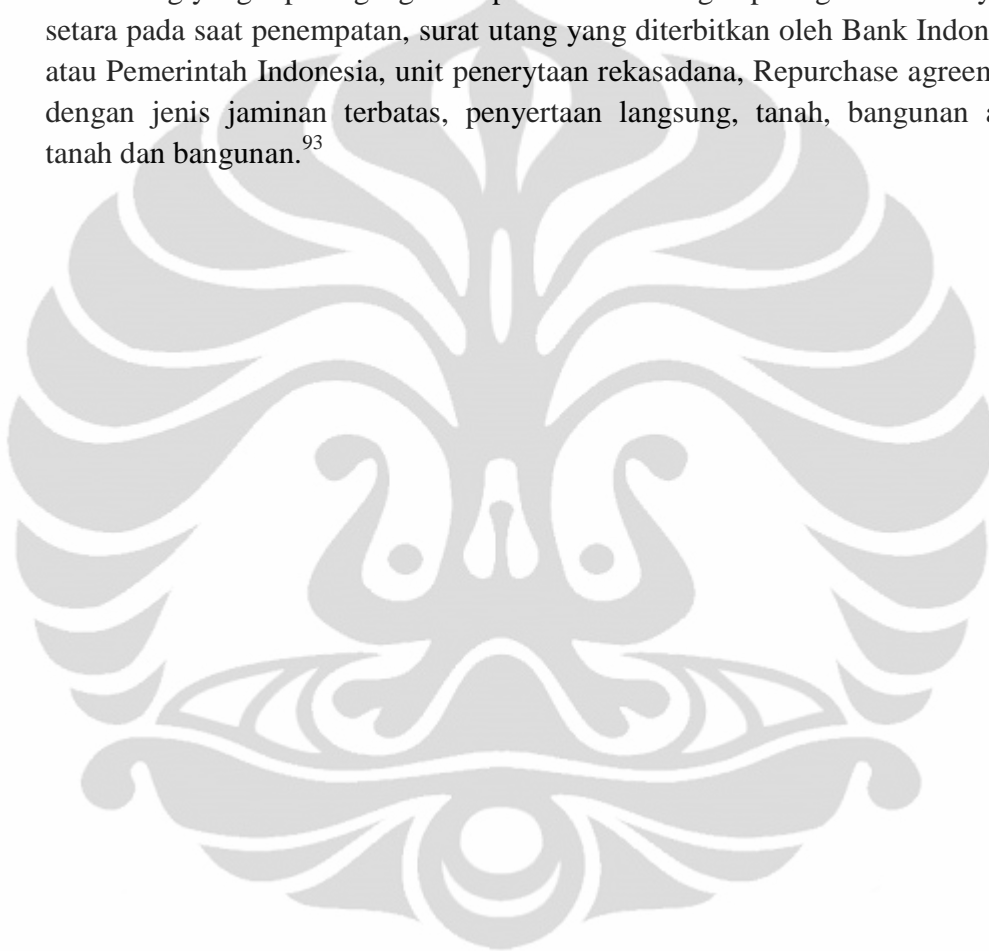 setara pada saat penempatan, surat utang yang diterbitkan oleh Bank Indon
atau Pemerintah Indonesia, unit penerytaan rekasadana, Repurchase agreem
dengan jenis jaminan terbatas, penyertaan langsung, tanah, bangunan a
tanah dan bangunan.93